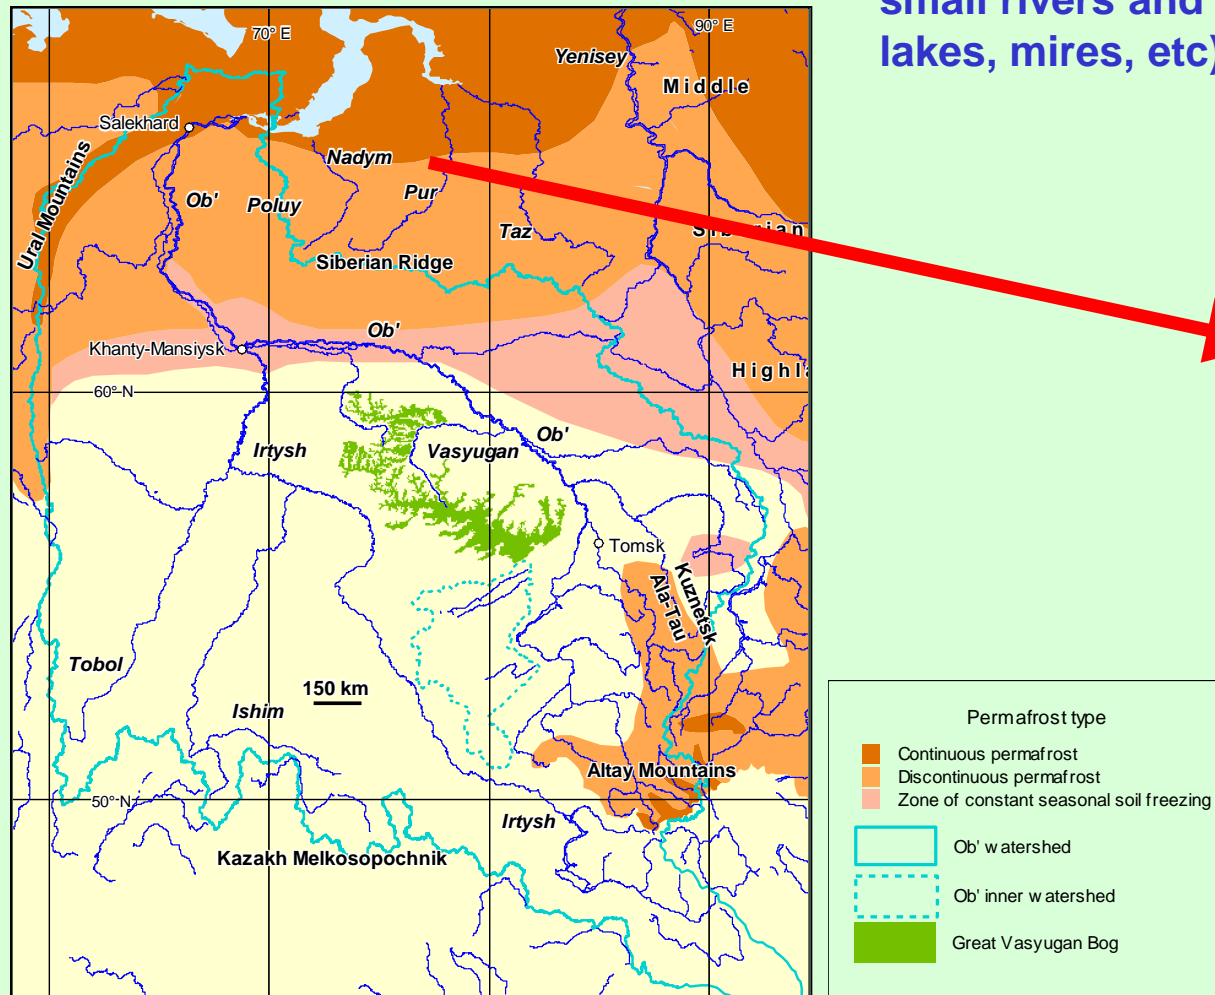 small rivers and
lakes, mires, etc)
70° E
90° E
Yenisey
Middle
Salekhard
Ural Mountains
Nadym
Ob'
Poluy
Pur
Taz
Siberian
Siberian Ridge
Ob'
Khanty-Mansiysk
Highla
60° N
Irtysh
Vasyugan
Ob'
Tomsk
Kuznetsk
Ala-Tau
Tobol
150 km
Ishim
Altay Mountains
50° N
Irtysh
Kazakh Melkosopochnik
Permafrost type
Continuous permafrost
Discontinuous permafrost
Zone of constant seasonal soil freezing
Ob' watershed
Ob' inner watershed
Great Vasyugan Bog